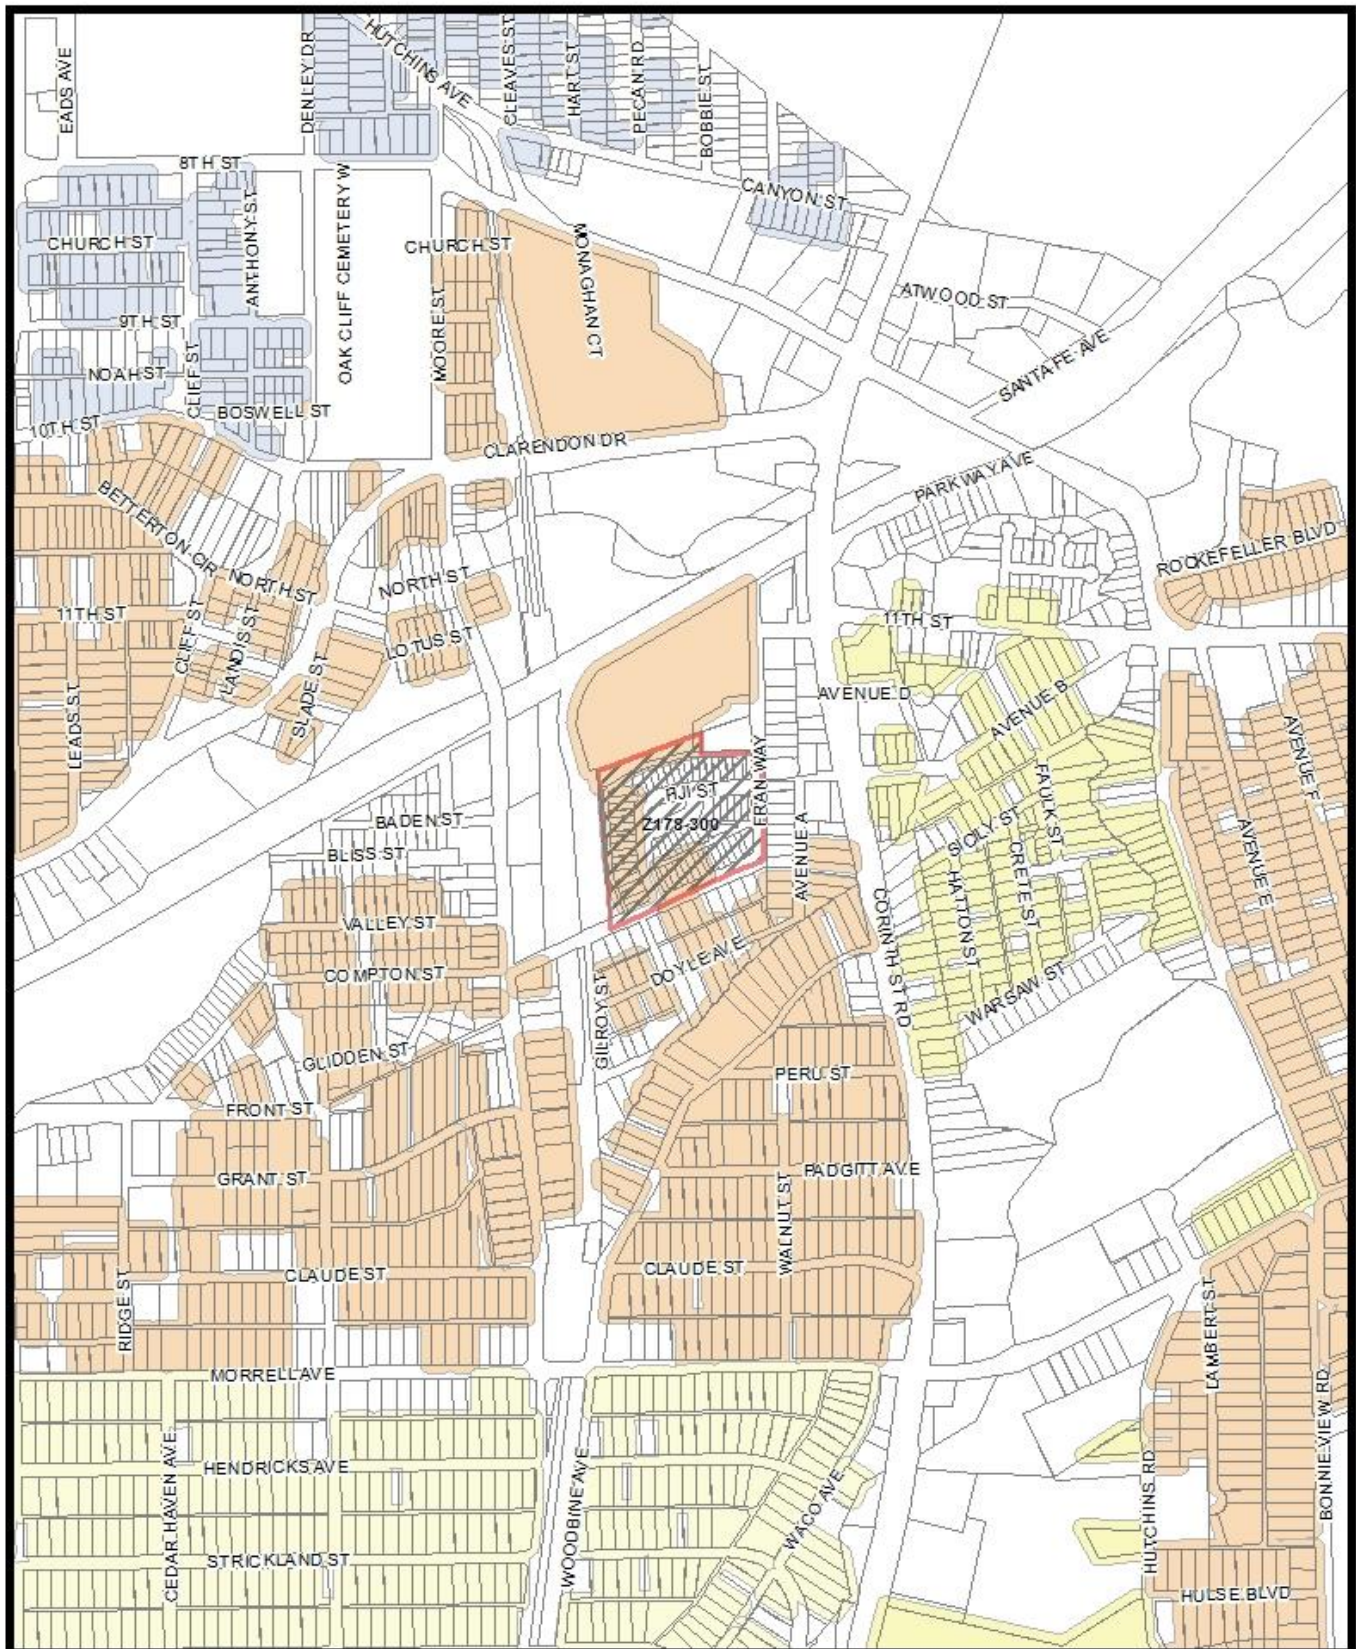 EADS AVE
DENLEY DR
HUTCHINS AVE
CLEAVES ST
HART ST
PECAN RD
BOBBIE ST
8TH ST
CANYON ST
CHURCH ST
ANTHONY ST
OAK CLIFF CEMETERY W
CHURCH ST
MONAGHAN CT
ATWOOD ST
9TH ST
MOORE ST
SANTA FE AVE
NOAH ST
CLIFF ST
BOSWELL ST
10TH ST
CLARENDON DR
PARKWAY AVE
BETTERTON CIR
NORTH ST
NORTH ST
ROCKEFELLER BLVD
11TH ST
CLIFF ST
LANDIS ST
LOTUS ST
11TH ST
LEADS ST
SLADE ST
AVENUE D
AVENUE B
AVENUE F
FRAN WAY
RJI ST
Z178-300
FAULK ST
BADEN ST
BLISS ST
AVENUE A
SICILY ST
AVENUE E
VALLEY ST
CORINTH ST RD
HATTON ST
CRETE ST
COMPTON ST
DOYLE AVE
GILROY ST
WARSAW ST
GLIDDEN ST
PERU ST
FRONT ST
GRANT ST
PADGITT AVE
WALNUT ST
CLAUDE ST
CLAUDE ST
RIDGE ST
LAMBERT ST
MORRELL AVE
BONNIE VIEW RD
CEDAR HAVEN AVE
HENDRICKS AVE
WOODBINE AVE
WACO AVE
HUTCHINS RD
STRICKLAND ST
HULSE BLVD